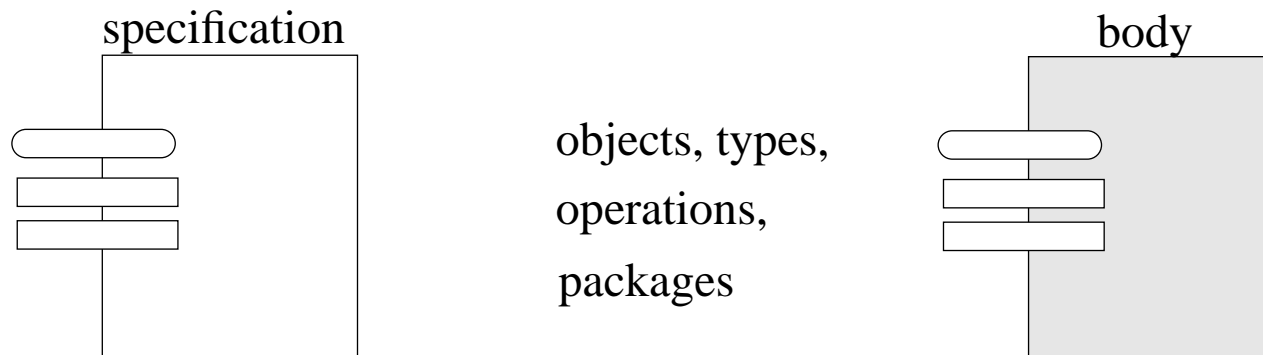 specification
body
objects, types,
operations,
packages